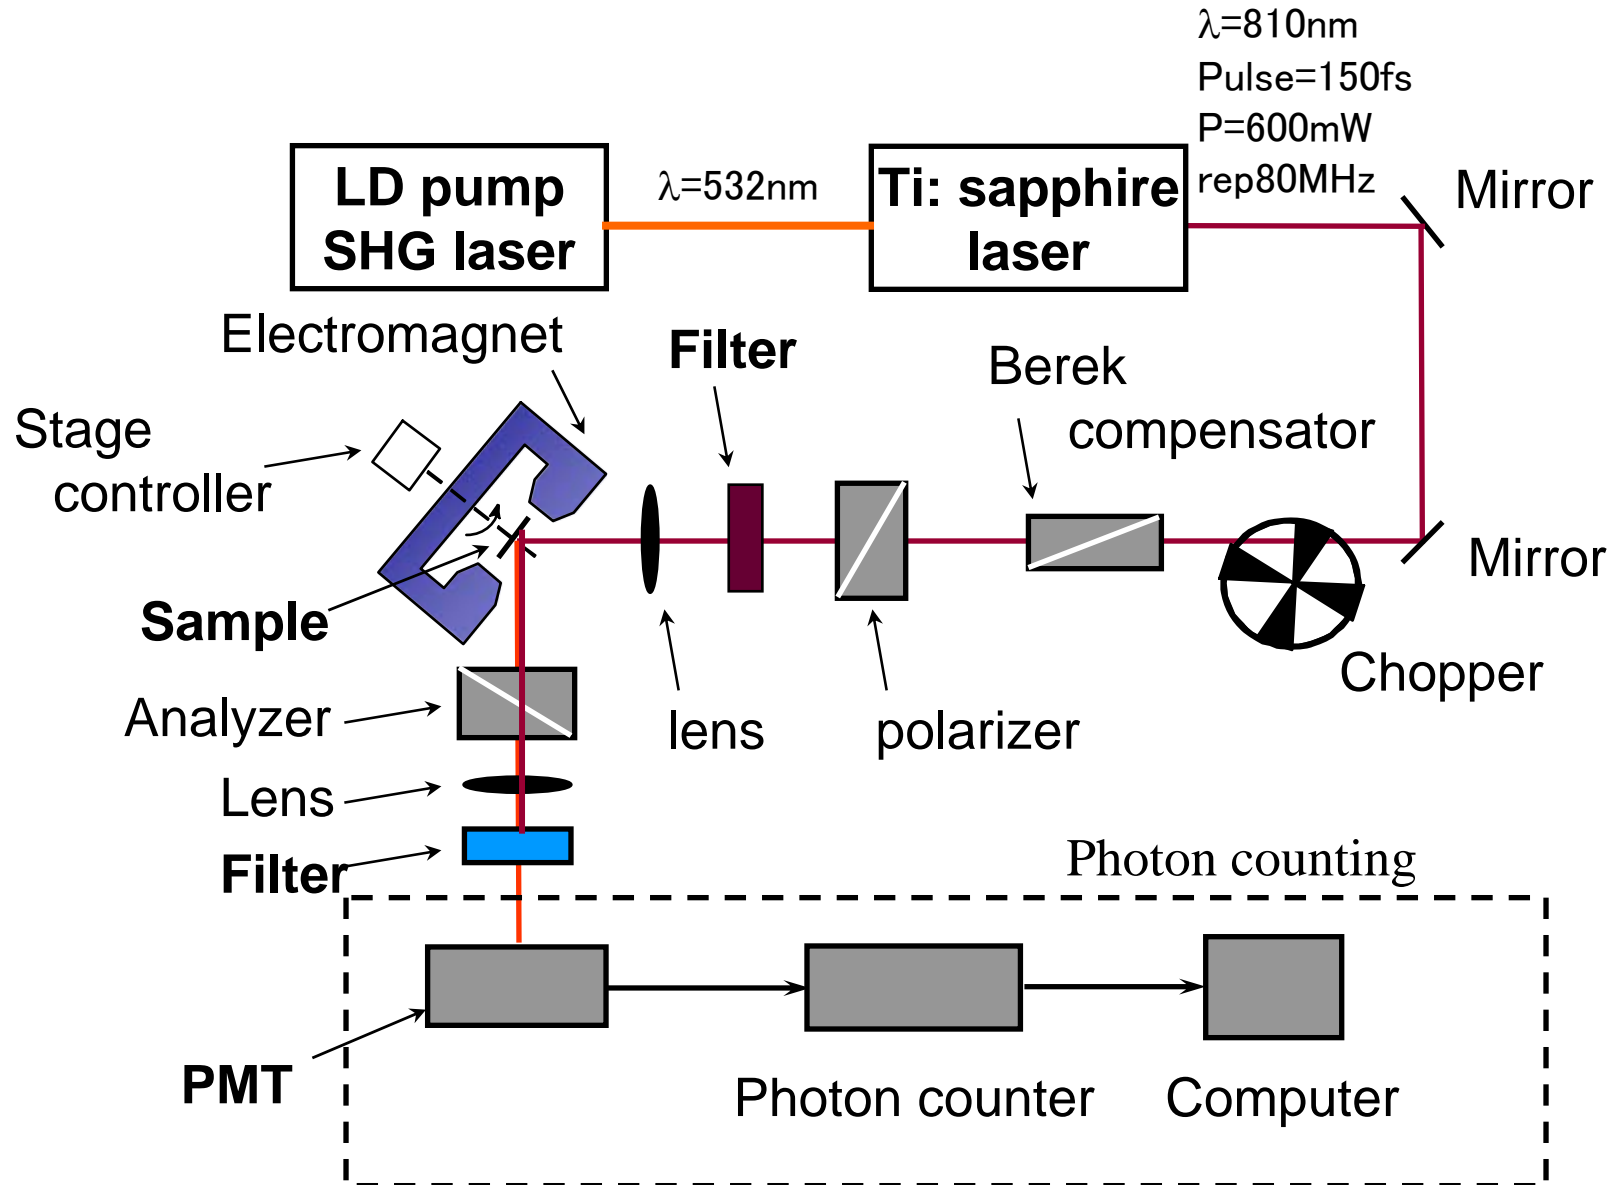 λ=810nm
Pulse=150fs
P=600mW
rep80MHz
LD pump
SHG laser
λ=532nm
Ti: sapphire
laser
Mirror
Electromagnet
Filter
Berek
compensator
Stage
controller
Mirror
Sample
Chopper
Analyzer
lens
polarizer
Lens
Filter
Photon counting
PMT
Photon counter
Computer